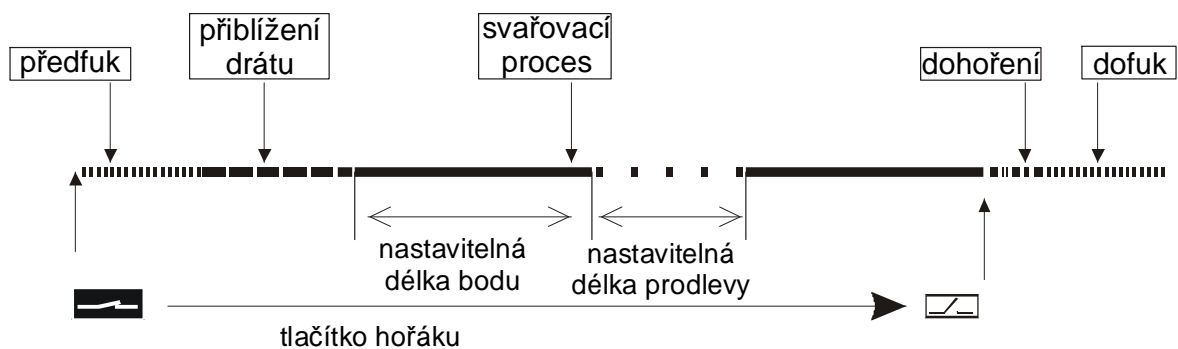 předfuk
přiblížení
drátu
svařovací
proces
dohoření
dofuk
nastavitelná
délka bodu
nastavitelná
délka prodlevy
tlačítko hořáku